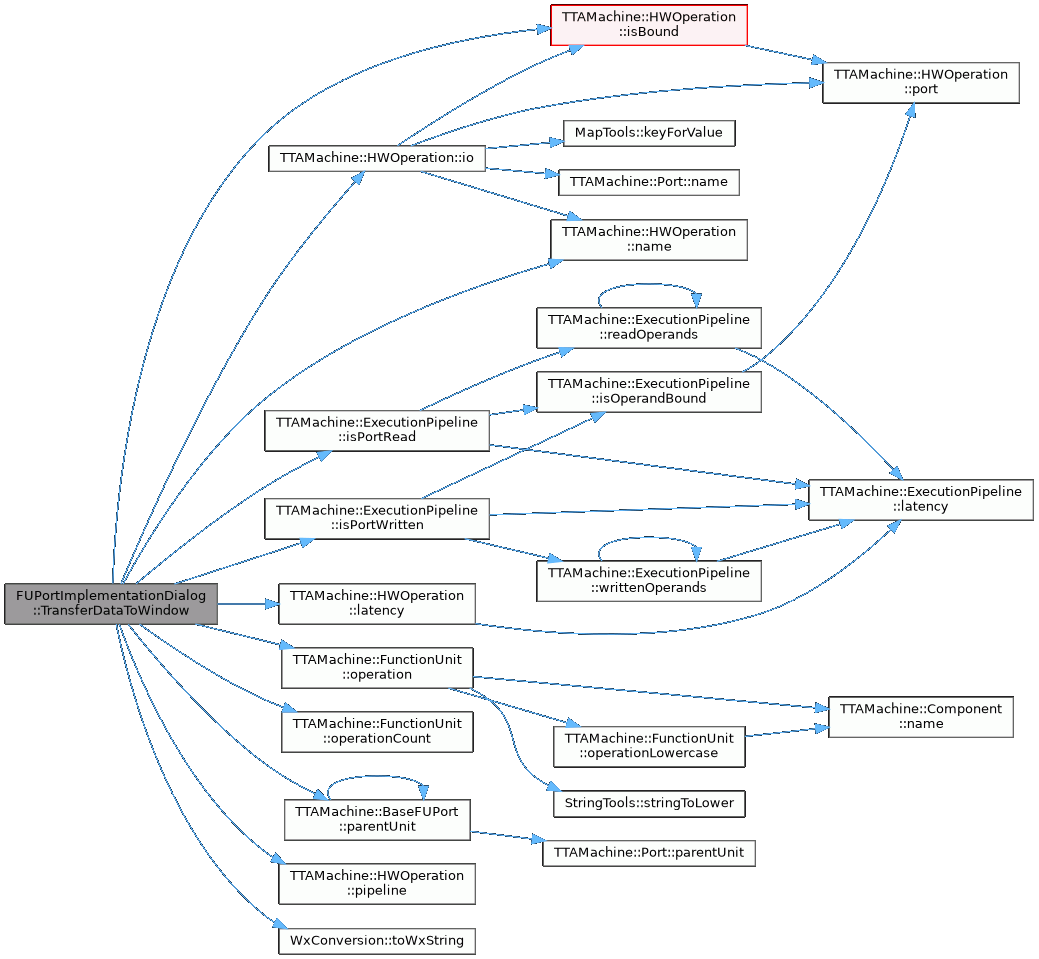 TTAMachine::HWOperation
::isBound
TTAMachine::HWOperation
::port
MapTools::keyForValue
TTAMachine::HWOperation::io
TTAMachine::Port::name
TTAMachine::HWOperation
::name
TTAMachine::ExecutionPipeline
::readOperands
TTAMachine::ExecutionPipeline
::isOperandBound
TTAMachine::ExecutionPipeline
::isPortRead
TTAMachine::ExecutionPipeline
::latency
TTAMachine::ExecutionPipeline
::isPortWritten
TTAMachine::ExecutionPipeline
::writtenOperands
FUPortImplementationDialog
::TransferDataToWindow
TTAMachine::HWOperation
::latency
TTAMachine::FunctionUnit
::operation
TTAMachine::Component
::name
TTAMachine::FunctionUnit
::operationCount
TTAMachine::FunctionUnit
::operationLowercase
StringTools::stringToLower
TTAMachine::BaseFUPort
::parentUnit
TTAMachine::Port::parentUnit
TTAMachine::HWOperation
::pipeline
WxConversion::toWxString